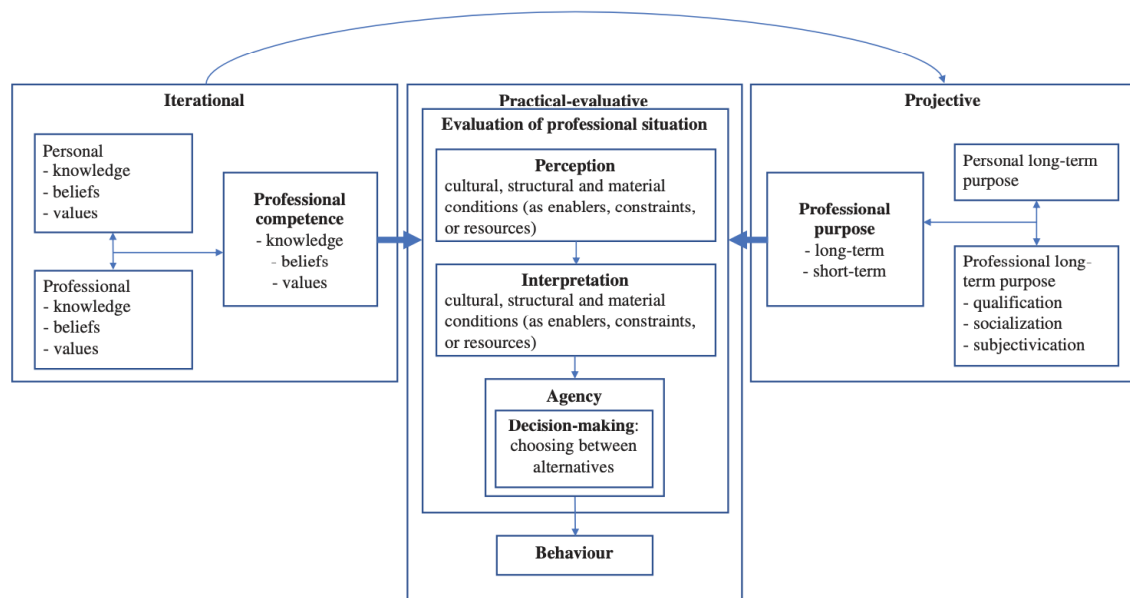 Iterational
Personal
- knowledge
- beliefs
- values
Professional
- knowledge
- beliefs
- values
Professional
competence
- knowledge
- beliefs
- values
Practical-evaluative
Evaluation of professional situation
Perception
cultural, structural and material
conditions (as enablers, constraints,
or resources)
Interpretation
cultural, structural and material
conditions (as enablers, constraints,
or resources)
Agency
Decision-making:
choosing between
alternatives
Behaviour
Projective
Professional
purpose
- long-term
- short-term
Personal long-term
purpose
Professional long-
term purpose
- qualification
- socialization
- subjectivication